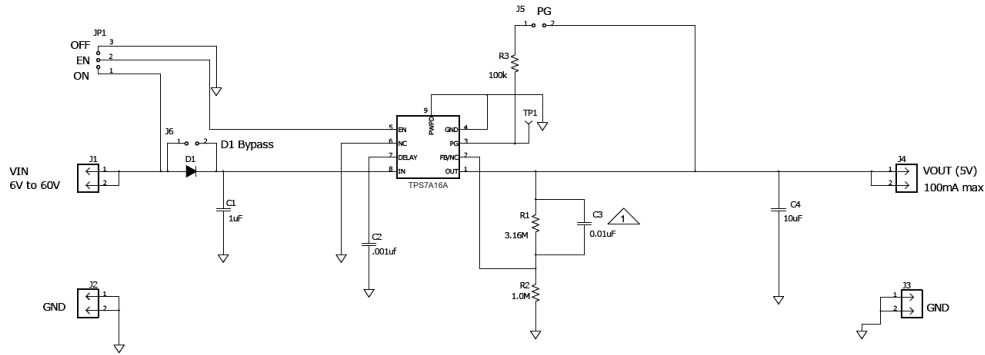 J5 PG
1 2
JP1
OFF 3
EN 2
ON 1
R3
100k
9
TP1
J6
1 2 D1 Bypass
D1
5 EN PWPD GND 4
6 NC PG 3
7 DELAY FB/NC 2
8 IN OUT 1
TPS7A16A
VIN
6V to 60V
J1
1
2
J4
1
2
VOUT (5V)
100mA max
C1
1uF
C2
.001uf
R1
3.16M
C3
0.01uF
1
C4
10uF
R2
1.0M
J2
GND
1
2
J3
1
2
GND